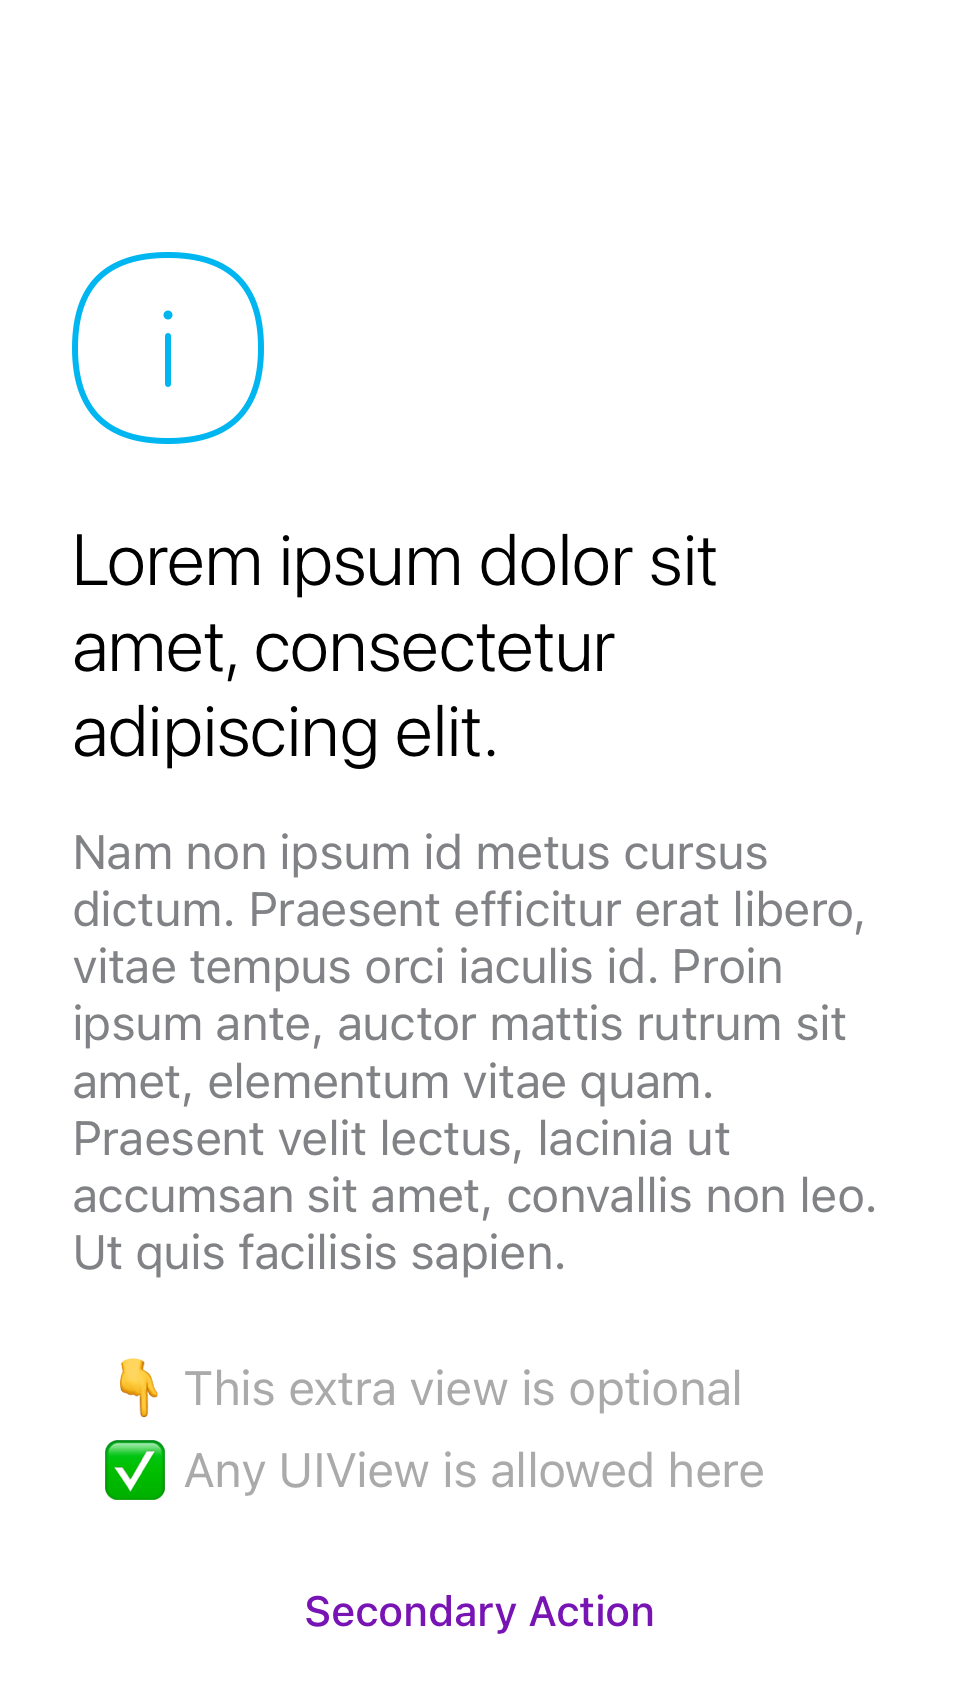 Lorem ipsum dolor sit
amet, consectetur
adipiscing elit.
Nam non ipsum id metus cursus
dictum. Praesent efficitur erat libero,
vitae tempus orci iaculis id. Proin
ipsum ante, auctor mattis rutrum sit
amet, elementum vitae quam.
Praesent velit lectus, lacinia ut
accumsan sit amet, convallis non leo.
Ut quis facilisis sapien.
👇 This extra view is optional
✅ Any UIView is allowed here
Secondary Action